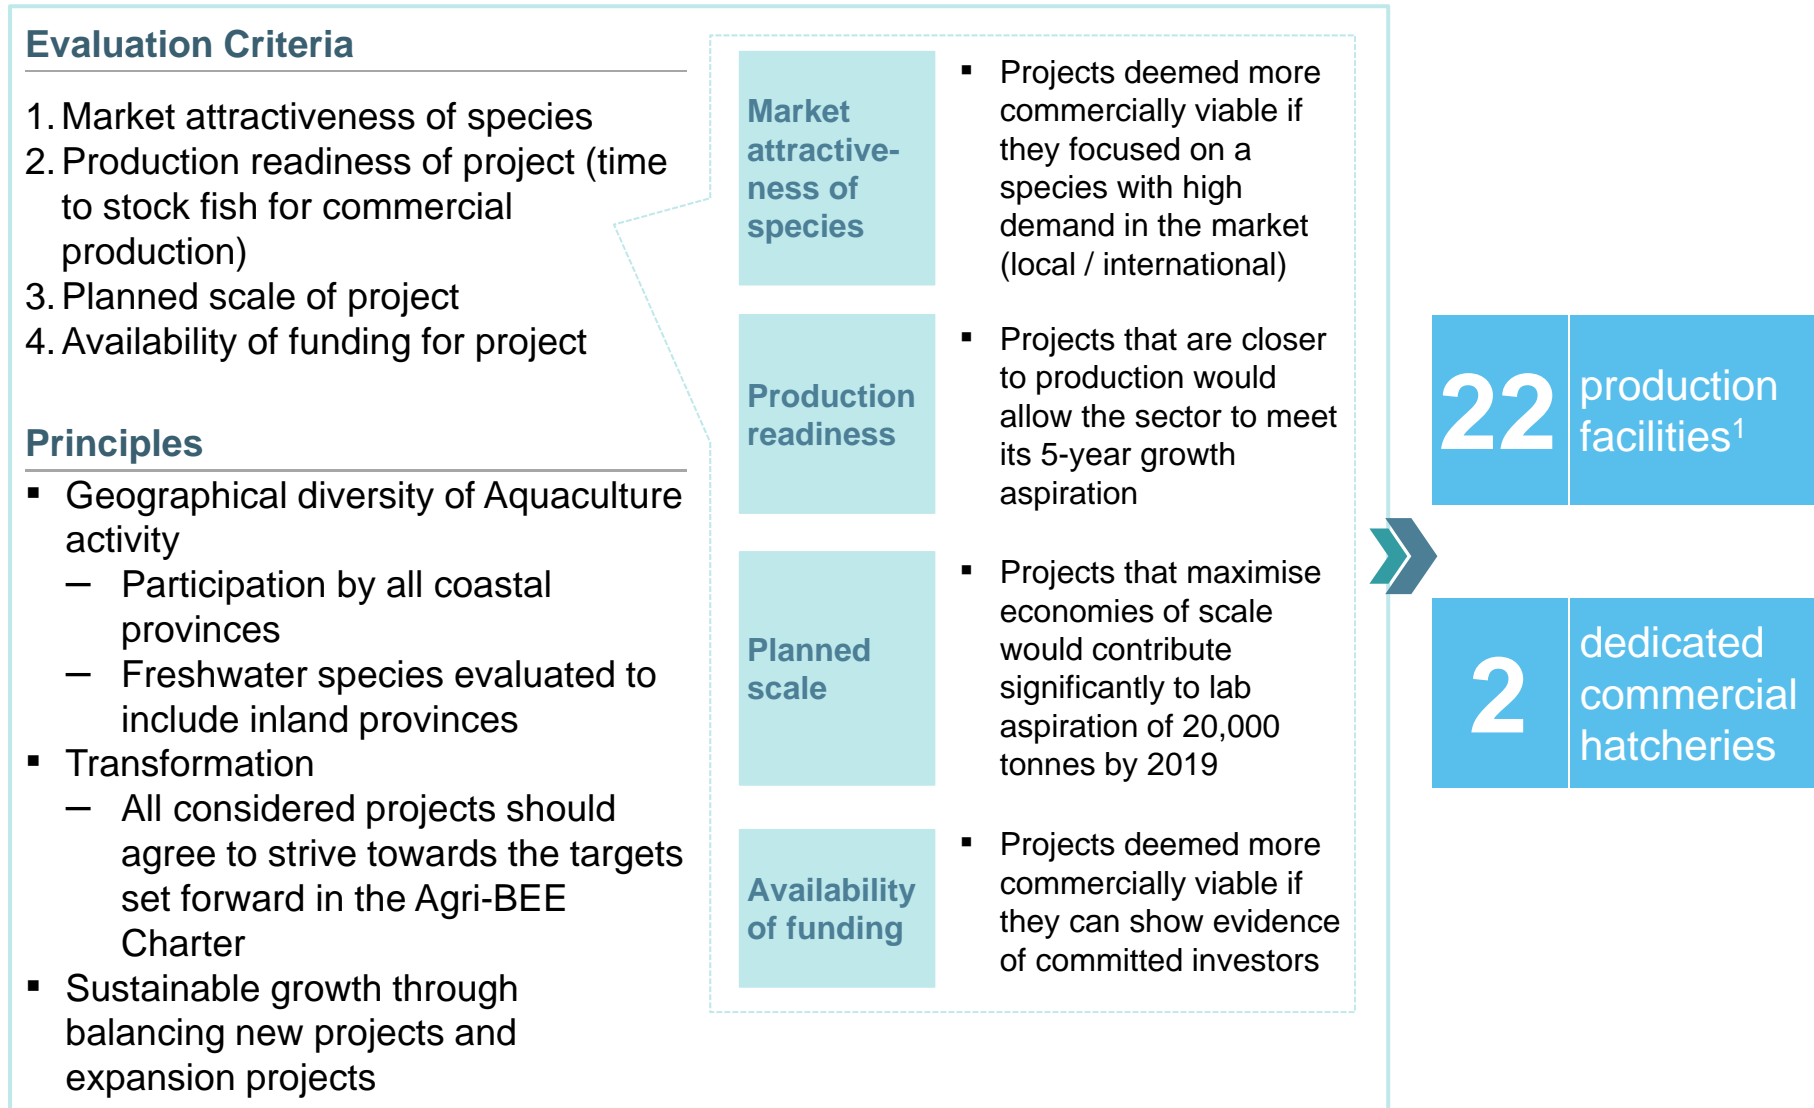 Evaluation Criteria
1. Market attractiveness of species
2. Production readiness of project (time
to stock fish for commercial
production)
3. Planned scale of project
4. Availability of funding for project
Principles
▪ Geographical diversity of Aquaculture
activity
– Participation by all coastal
provinces
– Freshwater species evaluated to
include inland provinces
▪ Transformation
– All considered projects should
agree to strive towards the targets
set forward in the Agri-BEE
Charter
▪ Sustainable growth through
balancing new projects and
expansion projects
Market
attractive-
ness of
species
▪ Projects deemed more
commercially viable if
they focused on a
species with high
demand in the market
(local / international)
Production
readiness
▪ Projects that are closer
to production would
allow the sector to meet
its 5-year growth
aspiration
Planned
scale
▪ Projects that maximise
economies of scale
would contribute
significantly to lab
aspiration of 20,000
tonnes by 2019
Availability
of funding
▪ Projects deemed more
commercially viable if
they can show evidence
of committed investors
22
production
facilities¹
2
dedicated
commercial
hatcheries